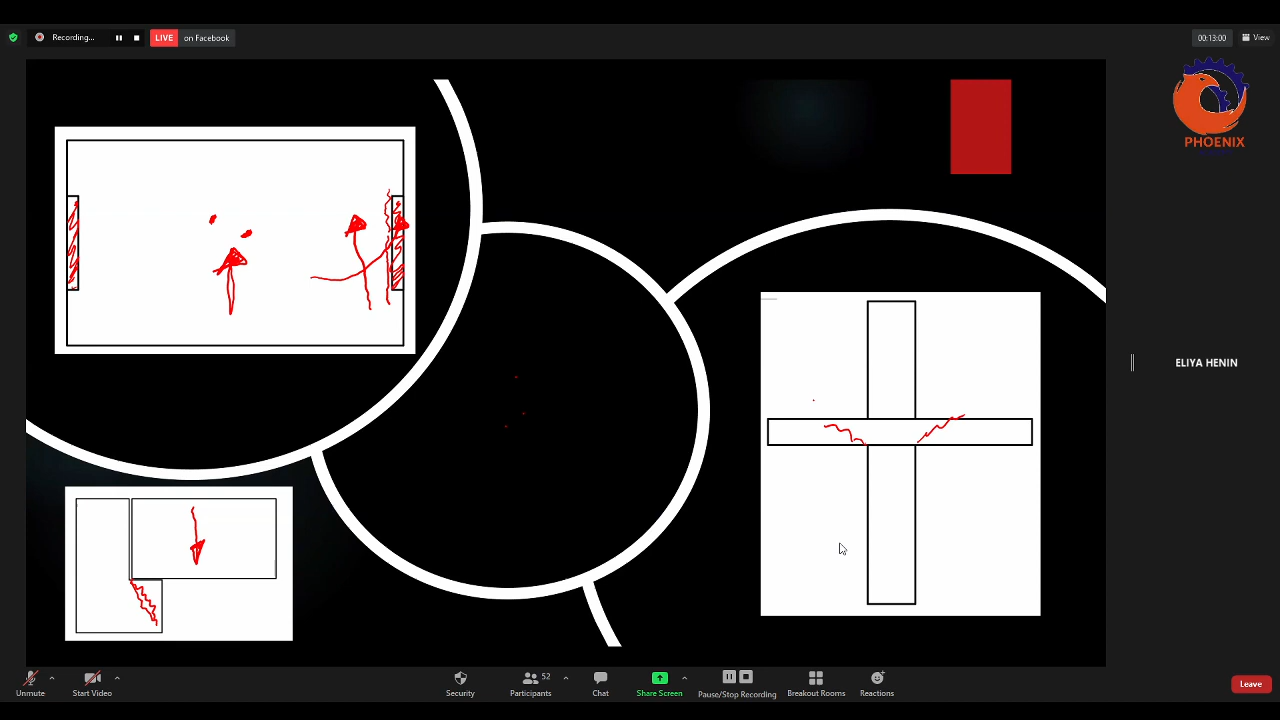 Recording...
LIVE on Facebook
00:13:00
View
PHOENIX
ELIYA HENIN
Unmute
Start Video
Security
52
Participants
Chat
Share Screen
Pause/Stop Recording
Breakout Rooms
Reactions
Leave